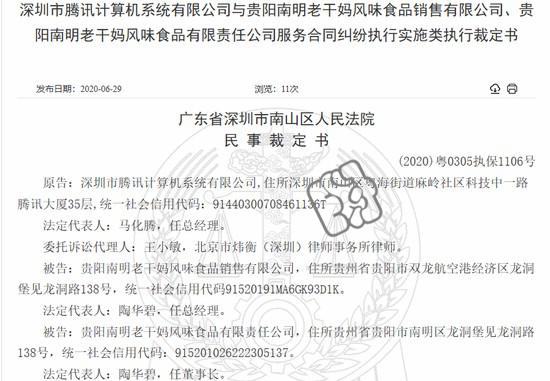 深圳市腾讯计算机系统有限公司与贵阳南明老干妈风味食品销售有限公司、贵
阳南明老干妈风味食品有限责任公司服务合同纠纷执行实施类执行裁定书
发布日期：2020-06-29 浏览：11次
广东省深圳市南山区人民法院
民事裁定书
(2020)粤0305执保1106号
原告：深圳市腾讯计算机系统有限公司,住所深圳市南山区粤海街道麻岭社区科技中一路
腾讯大厦35层,统一社会信用代码：9144030070846113​6T
法定代表人：马化腾，任总经理。
委托诉讼代理人：王小敏，北京市炜衡（深圳）律师事务所律师。
被告：贵阳南明老干妈风味食品销售有限公司，住所贵州省贵阳市双龙航空港经济区龙洞
堡见龙洞路138号，统一社会信用代码91520191MA6GK93D1K。
法定代表人：陶华碧，任总经理。
被告：贵阳南明老干妈风味食品有限责任公司，住所贵州省贵阳市南明区龙洞堡见龙洞路
138号，统一社会信用代码：915201026222305137。
法定代表人：陶华碧，任董事长。